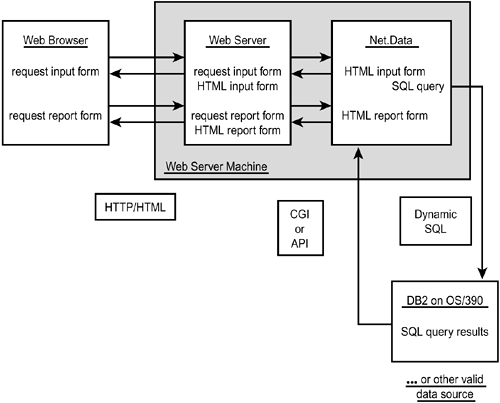 Web Browser
request input form
request report form
Web Server
request input form
HTML input form
request report form
HTML report form
Net.Data
HTML input form
SQL query
HTML report form
Web Server Machine
HTTP/HTML
CGI
or
API
Dynamic
SQL
DB2 on OS/390
SQL query results
... or other valid
data source